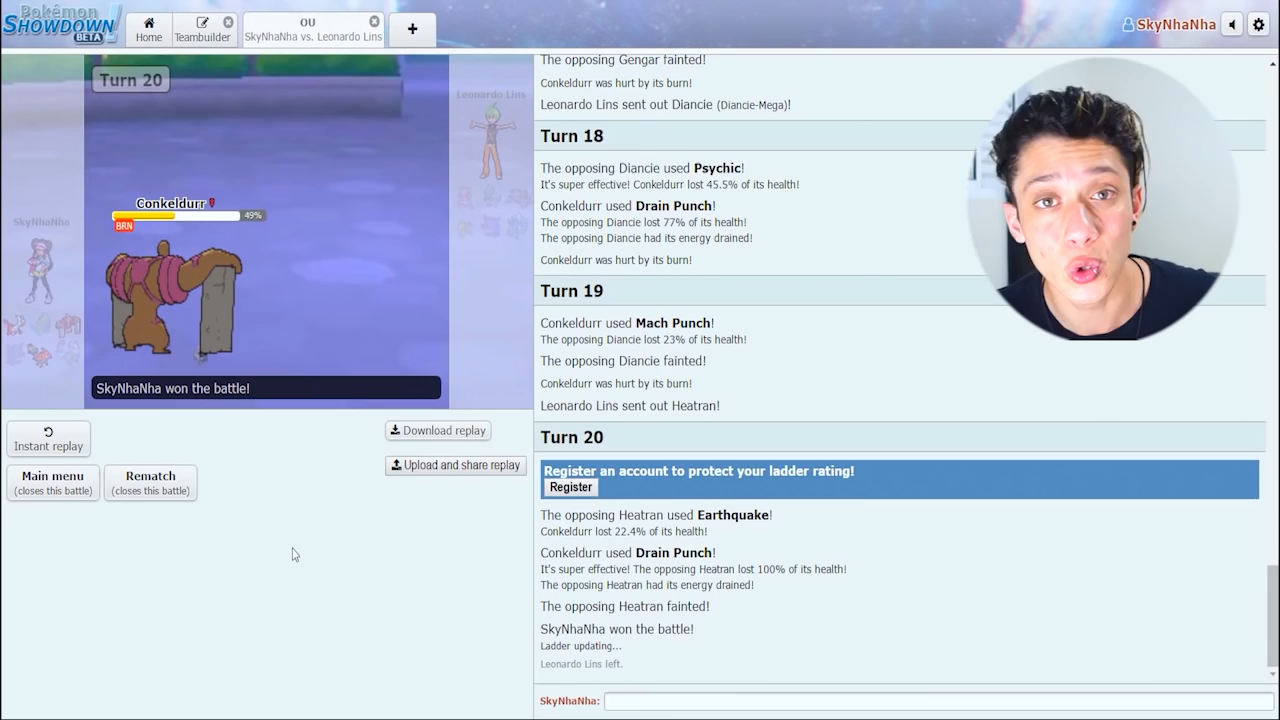 Pokémon
SHOWDOWN!
BETA
Home
Teambuilder
OU
SkyNhaNha vs. Leonardo Lins
+
SkyNhaNha
Turn 20
Leonardo Lins
SkyNhaNha
Conkeldurr
49%
BRN
SkyNhaNha won the battle!
Instant replay
Download replay
Upload and share replay
Main menu
(closes this battle)
Rematch
(closes this battle)
The opposing Gengar fainted!
Conkeldurr was hurt by its burn!
Leonardo Lins sent out Diancie (Diancie-Mega)!
Turn 18
The opposing Diancie used Psychic!
It's super effective! Conkeldurr lost 45.5% of its health!
Conkeldurr used Drain Punch!
The opposing Diancie lost 77% of its health!
The opposing Diancie had its energy drained!
Conkeldurr was hurt by its burn!
Turn 19
Conkeldurr used Mach Punch!
The opposing Diancie lost 23% of its health!
The opposing Diancie fainted!
Conkeldurr was hurt by its burn!
Leonardo Lins sent out Heatran!
Turn 20
Register an account to protect your ladder rating!
Register
The opposing Heatran used Earthquake!
Conkeldurr lost 22.4% of its health!
Conkeldurr used Drain Punch!
It's super effective! The opposing Heatran lost 100% of its health!
The opposing Heatran had its energy drained!
The opposing Heatran fainted!
SkyNhaNha won the battle!
Ladder updating...
Leonardo Lins left.
SkyNhaNha: